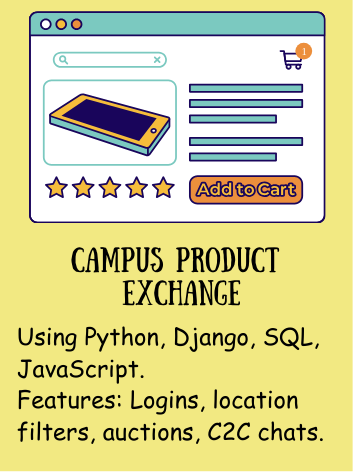 1
Add to Cart
CAMPUS PRODUCT
EXCHANGE
Using Python, Django, SQL,
JavaScript.
Features: Logins, location
filters, auctions, C2C chats.